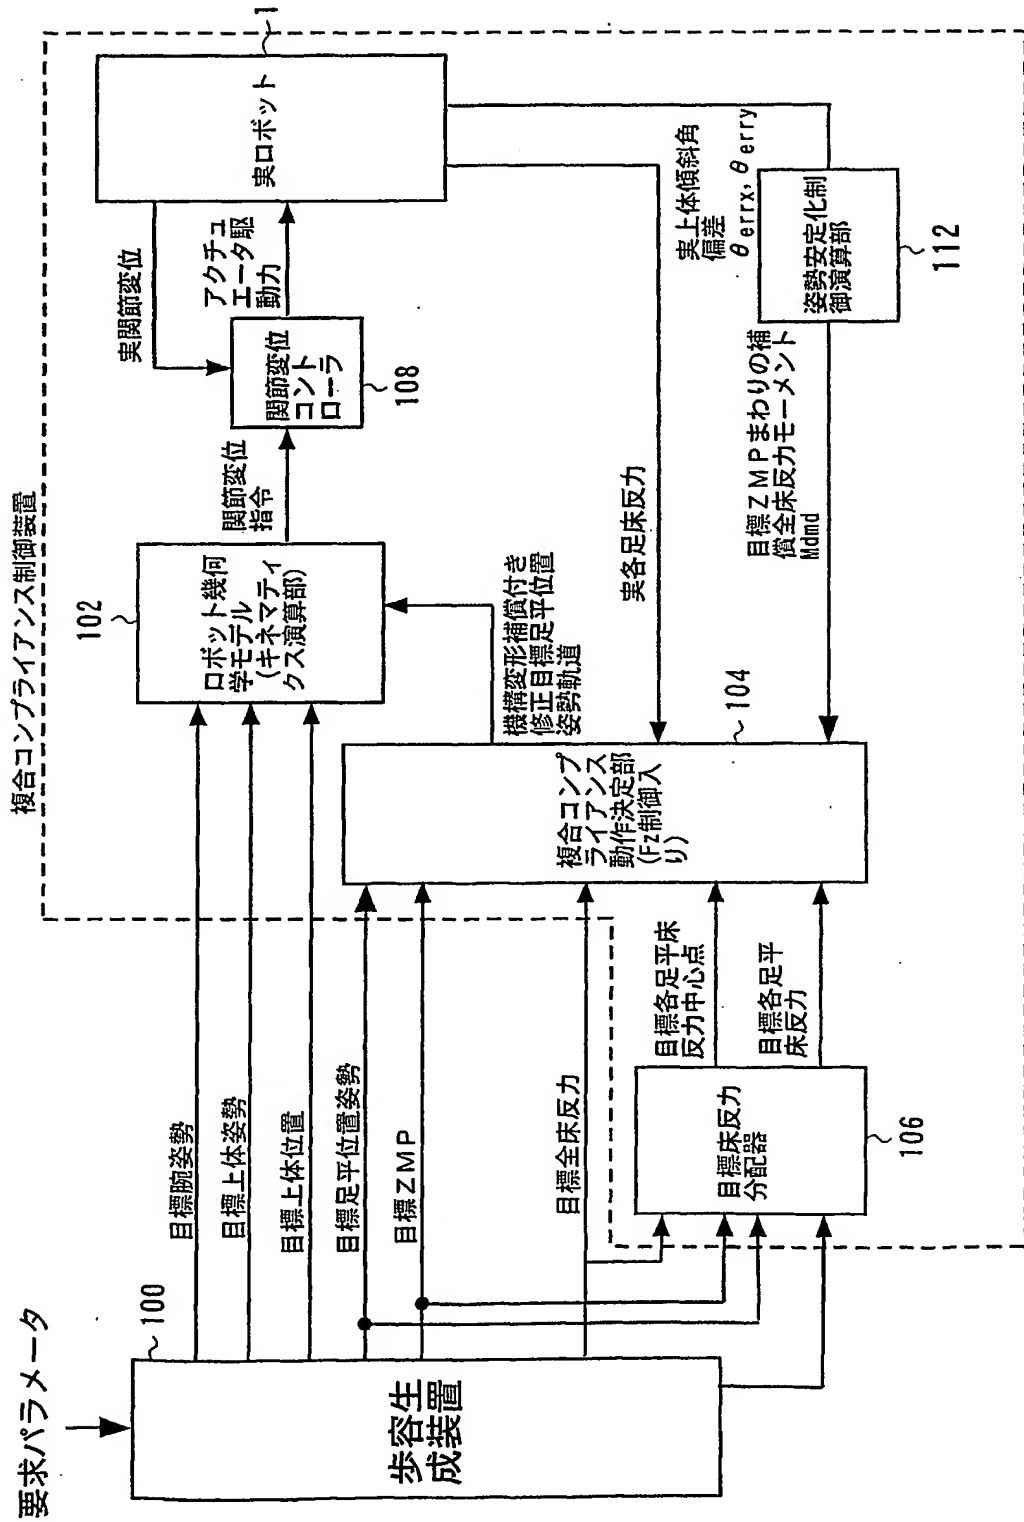 要求パラメータ
100
歩容生
成装置
目標腕姿勢
目標上体姿勢
目標上体位置
目標足平位置姿勢
目標ZMP
目標全床反力
目標床反力
分配器
106
目標各足平床
反力中心点
目標各足平
床反力
複合コンプライアンス制御装置
102
ロボット幾何
学モデル
(キネマティ
クス演算部)
複合コンプ
ライアンス
動作決定部
(Fz制御入
り)
104
機構変形補償付き
修正目標足平位置
姿勢軌道
関節変位
指令
関節変位
コント
ローラ
108
実関節変位
アクチュ
エータ駆
動力
実ロボット
1
実各足床反力
実上体傾斜角
偏差
θerrx, θerry
姿勢安定化制
御演算部
112
目標ZMPまわりの補
償全床反力モーメント
Mdmd